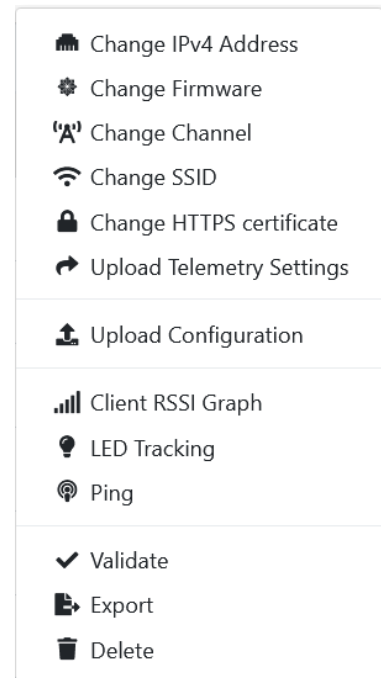 Change IPv4 Address
Change Firmware
Change Channel
Change SSID
Change HTTPS certificate
Upload Telemetry Settings
Upload Configuration
Client RSSI Graph
LED Tracking
Ping
Validate
Export
Delete